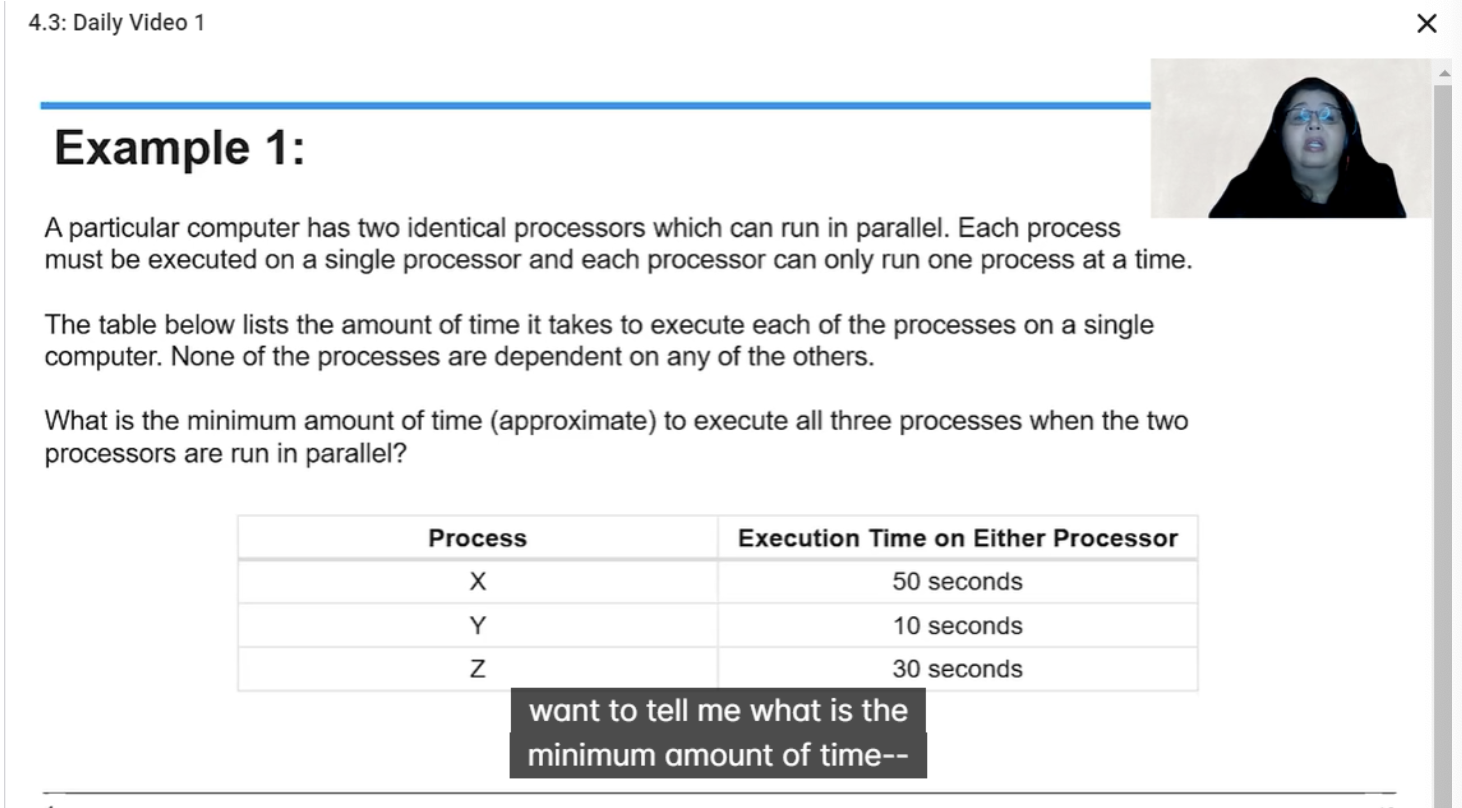 4.3: Daily Video 1
Example 1:
A particular computer has two identical processors which can run in parallel. Each process
must be executed on a single processor and each processor can only run one process at a time.
The table below lists the amount of time it takes to execute each of the processes on a single
computer. None of the processes are dependent on any of the others.
What is the minimum amount of time (approximate) to execute all three processes when the two
processors are run in parallel?
Process Execution Time on Either Processor
X 50 seconds
Y 10 seconds
Z 30 seconds
want to tell me what is the
minimum amount of time--